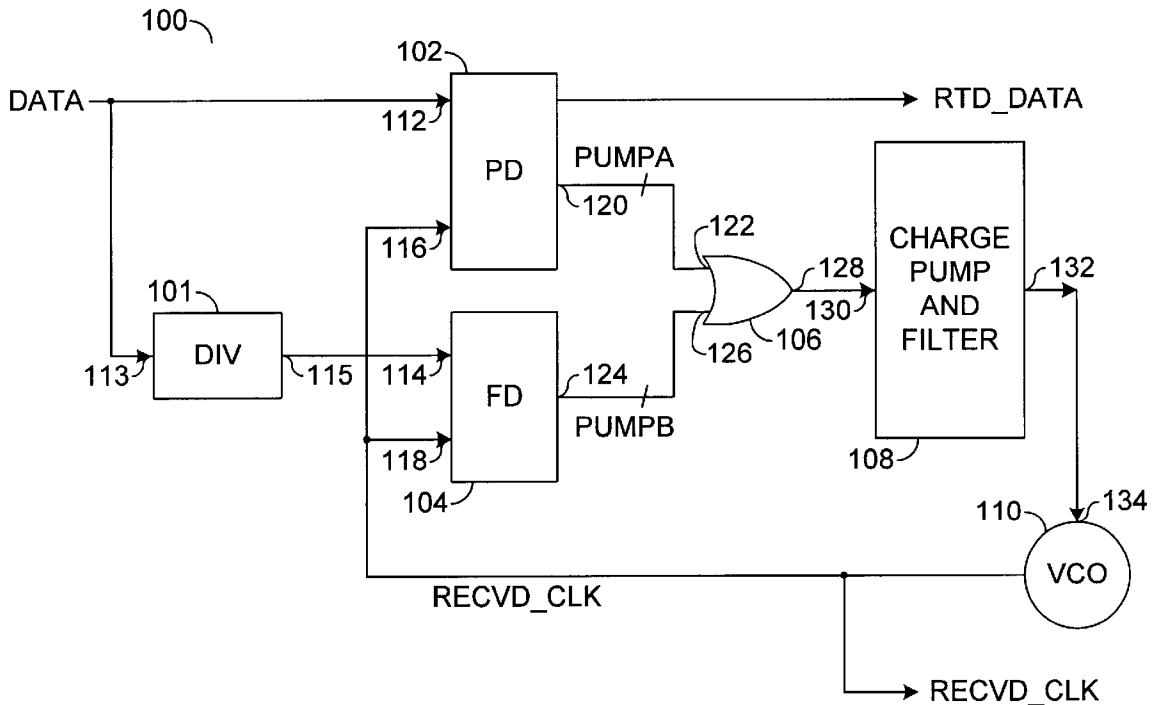 100
102
DATA
112
RTD_DATA
PD
PUMPA
120
116
122
CHARGE
PUMP
AND
FILTER
128
130
132
101
106
126
DIV
113
115
114
124
FD
PUMPB
118
108
104
110
134
VCO
RECVD_CLK
RECVD_CLK